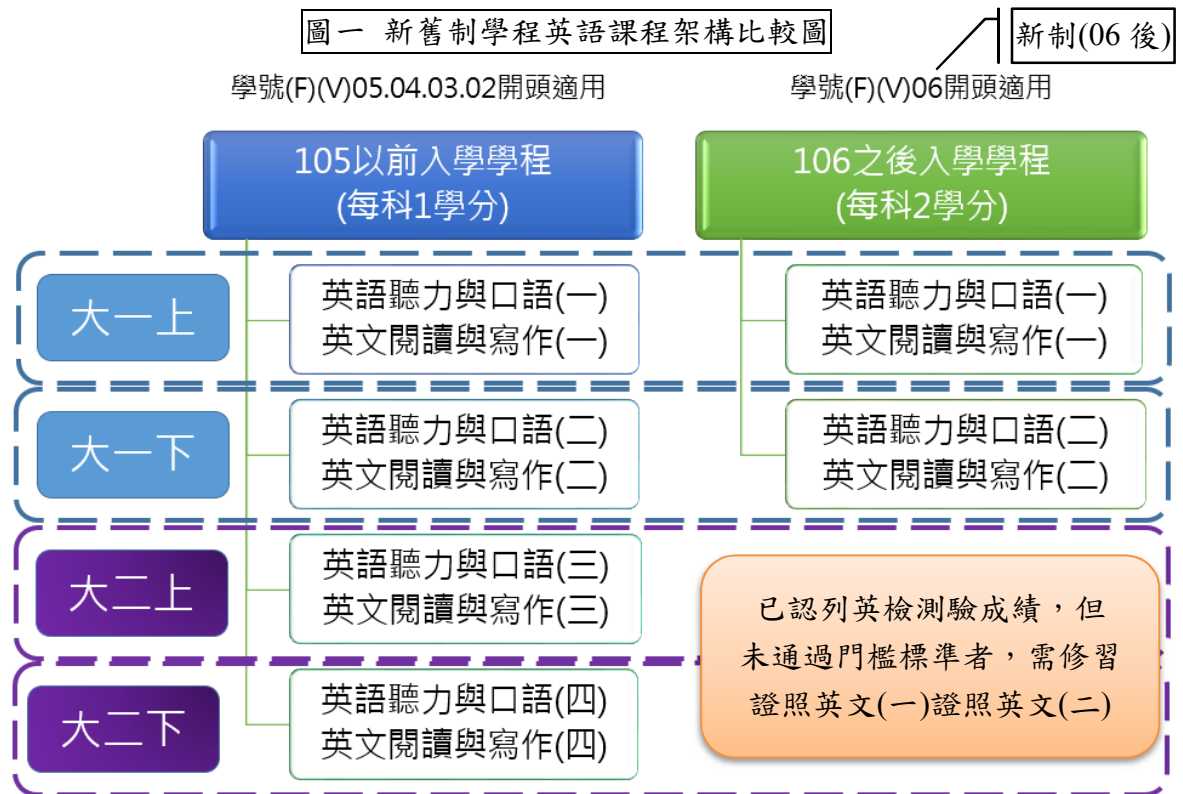 圖一 新舊制學程英語課程架構比較圖
新制(06 後)
學號(F)(V)05.04.03.02開頭適用
學號(F)(V)06開頭適用
105以前入學學程
(每科1學分)
106之後入學學程
(每科2學分)
大一上
英語聽力與口語(一)
英文閱讀與寫作(一)
英語聽力與口語(一)
英文閱讀與寫作(一)
大一下
英語聽力與口語(二)
英文閱讀與寫作(二)
英語聽力與口語(二)
英文閱讀與寫作(二)
大二上
英語聽力與口語(三)
英文閱讀與寫作(三)
大二下
英語聽力與口語(四)
英文閱讀與寫作(四)
已認列英檢測驗成績，但
未通過門檻標準者，需修習
證照英文(一)證照英文(二)